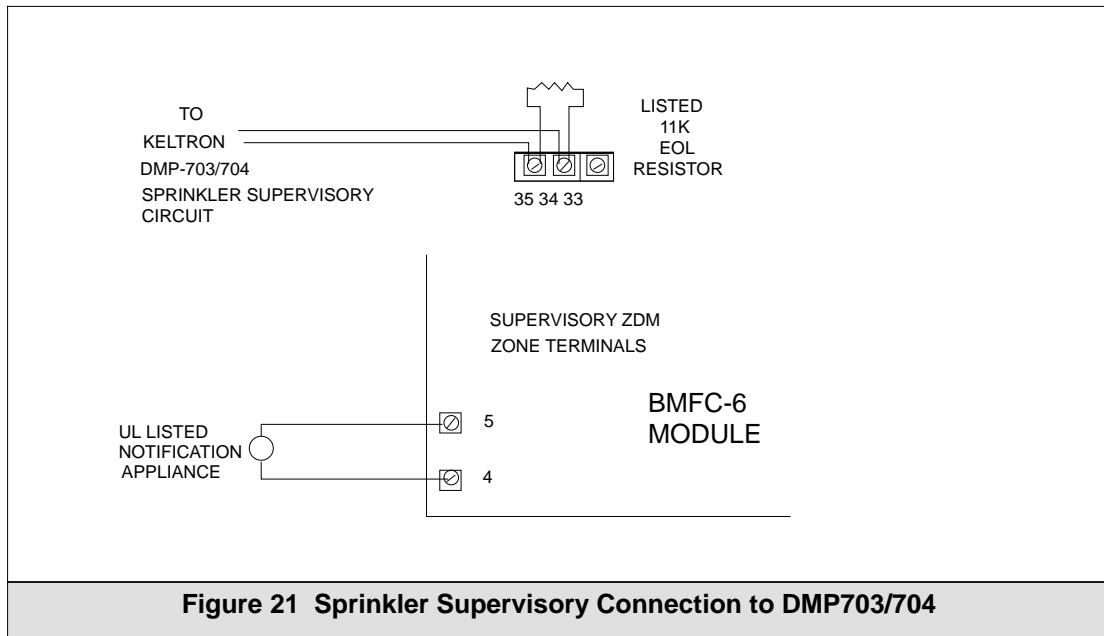 TO
KELTRON
DMP-703/704
SPRINKLER SUPERVISORY
CIRCUIT
LISTED
11K
EOL
RESISTOR
35 34 33
SUPERVISORY ZDM
ZONE TERMINALS
BMFC-6
MODULE
UL LISTED
NOTIFICATION
APPLIANCE
5
4
Figure 21 Sprinkler Supervisory Connection to DMP703/704